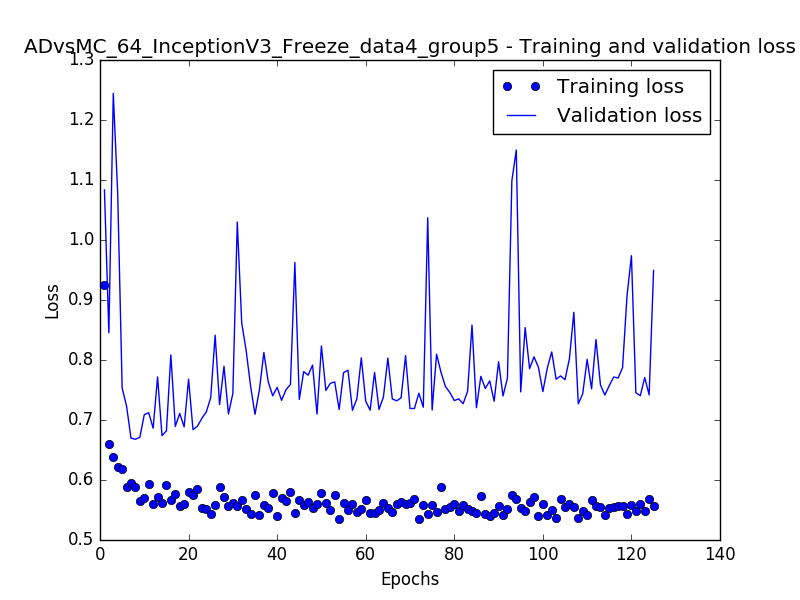 ADvsMC_64_InceptionV3_Freeze_data4_group5 - Training and validation loss
1.3
1.2
1.1
1.0
0.9
0.8
0.7
0.6
0.5
Loss
Training loss
Validation loss
0 20 40 60 80 100 120 140
Epochs